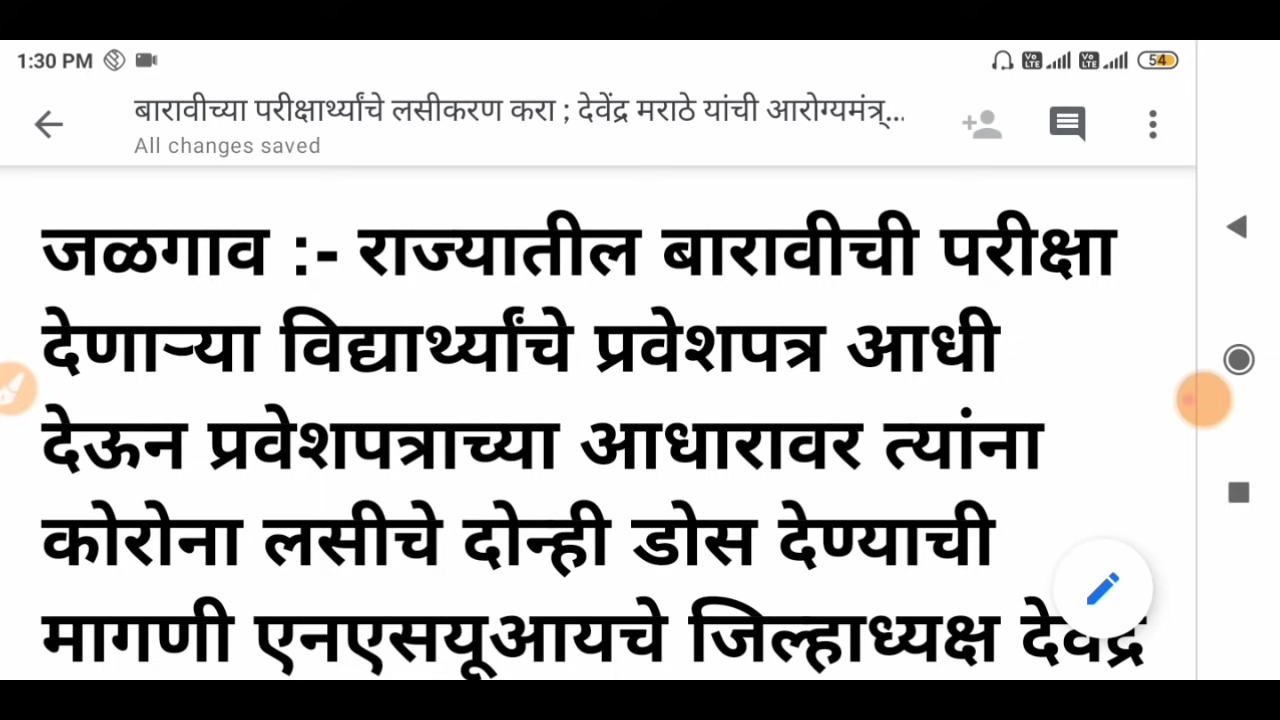 1:30 PM
54
बारावीच्या परीक्षार्थ्यांचे लसीकरण करा ; देवेंद्र मराठे यांची आरोग्यमंत्र्...
All changes saved
जळगाव :- राज्यातील बारावीची परीक्षा
देणाऱ्या विद्यार्थ्यांचे प्रवेशपत्र आधी
देऊन प्रवेशपत्राच्या आधारावर त्यांना
कोरोना लसीचे दोन्ही डोस देण्याची
मागणी एनएसयूआयचे जिल्हाध्यक्ष देवेंद्र